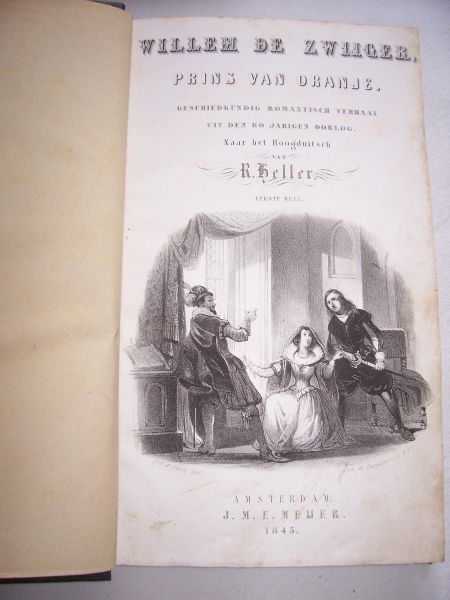 WILLEM DE ZWIJGER,
PRINS VAN ORANJE.
GESCHIEDKUNDIG ROMANTISCH VERHAAL
UIT DEN 80 JARIGEN OORLOG.
Naar het Hoogduitsch
VAN
R. Heller.
EERSTE DEEL.
AMSTERDAM,
J. M. E. MEIJER.
1845.